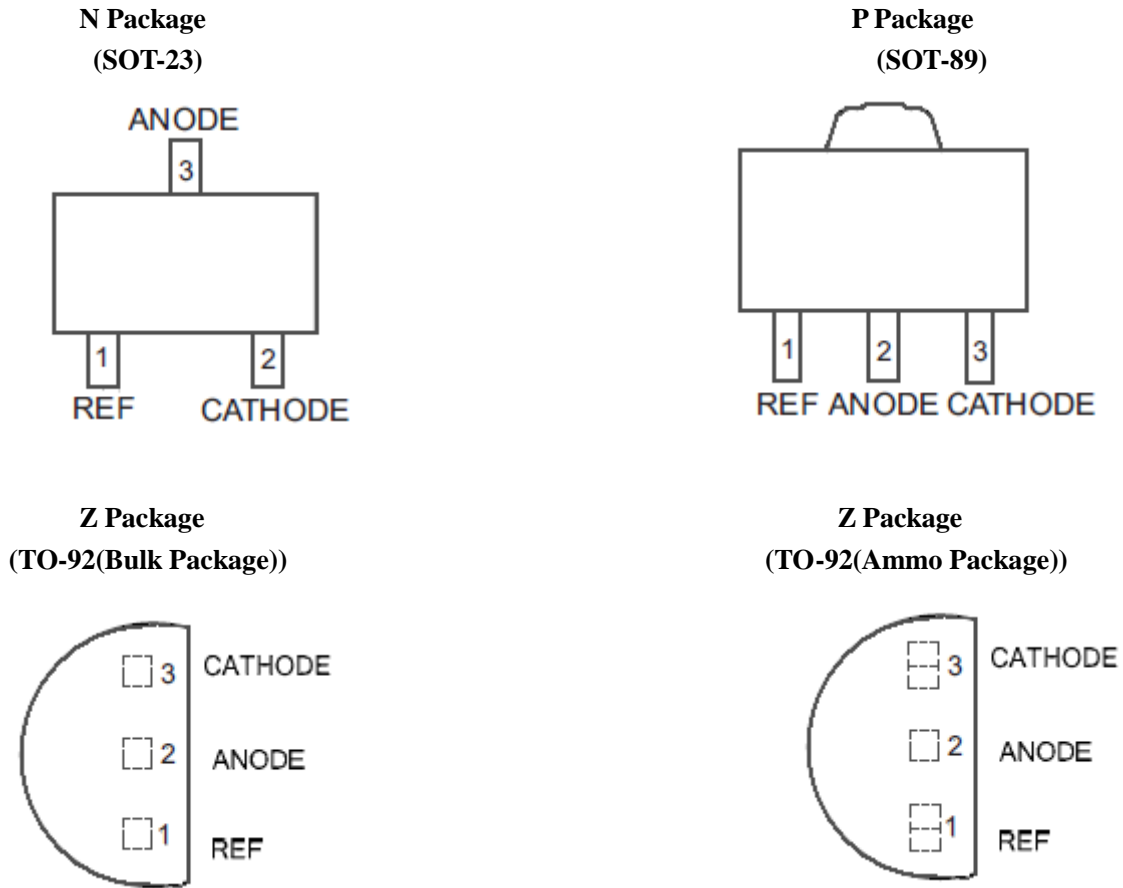 N Package
(SOT-23)
ANODE
3
1
2
REF
CATHODE
P Package
(SOT-89)
1
2
3
REF ANODE CATHODE
Z Package
(TO-92(Bulk Package))
3 CATHODE
2 ANODE
1 REF
Z Package
(TO-92(Ammo Package))
3 CATHODE
2 ANODE
1 REF